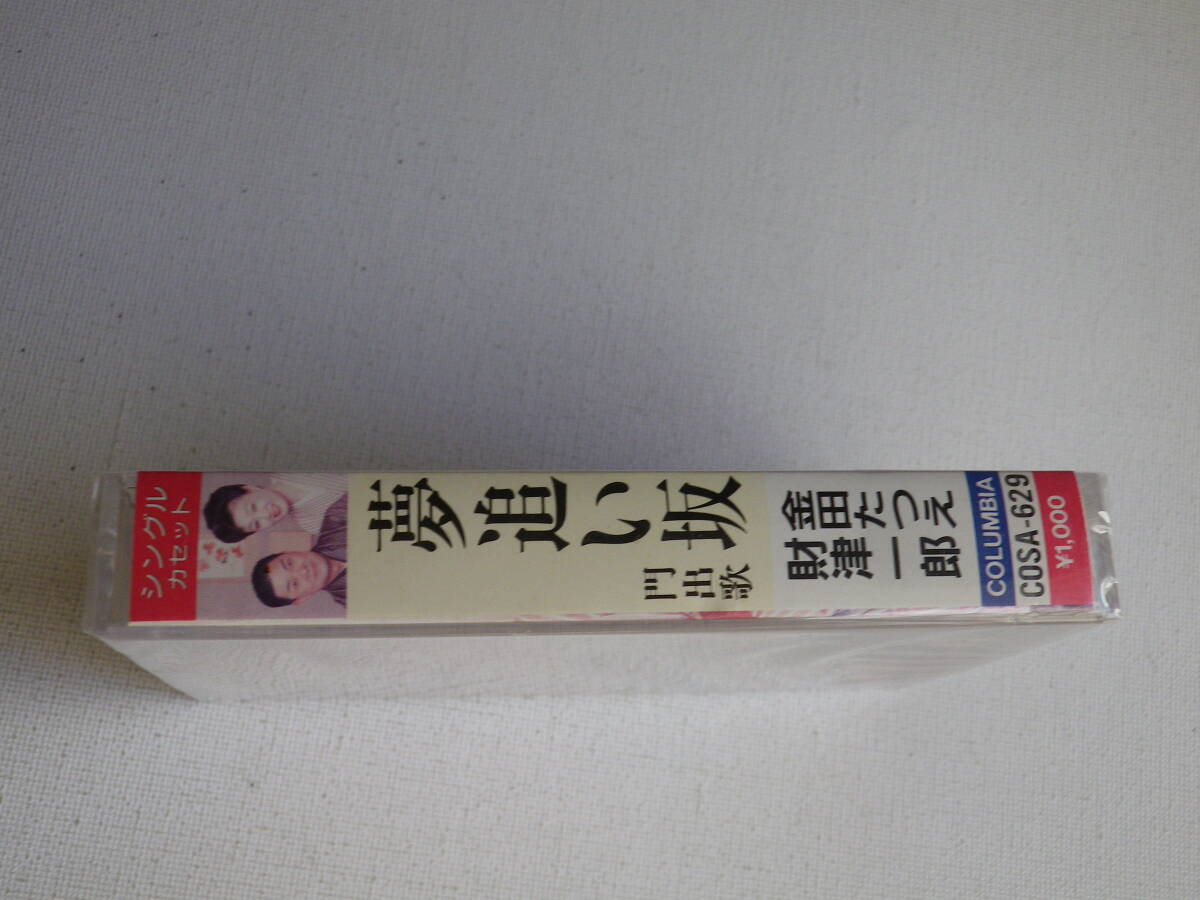 シングル
カセット
夢追い坂
門出歌
金田たつえ
財津一郎
COLUMBIA
COSA-629
¥1,000